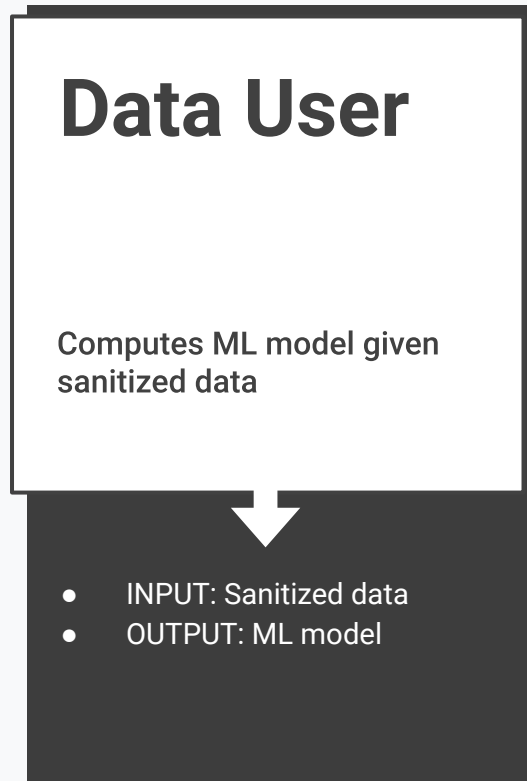 Data User
Computes ML model given
sanitized data
● INPUT: Sanitized data
● OUTPUT: ML model